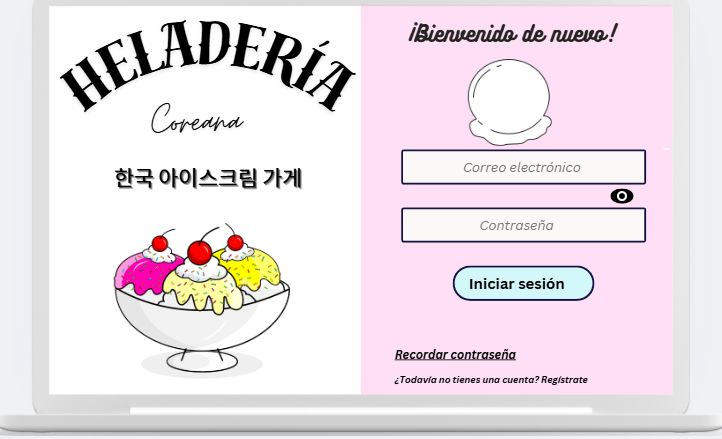 HELADERÍA
Coreana
한국 아이스크림 가게
¡Bienvenido de nuevo!
Correo electrónico
Contraseña
Iniciar sesión
Recordar contraseña
¿Todavía no tienes una cuenta? Regístrate